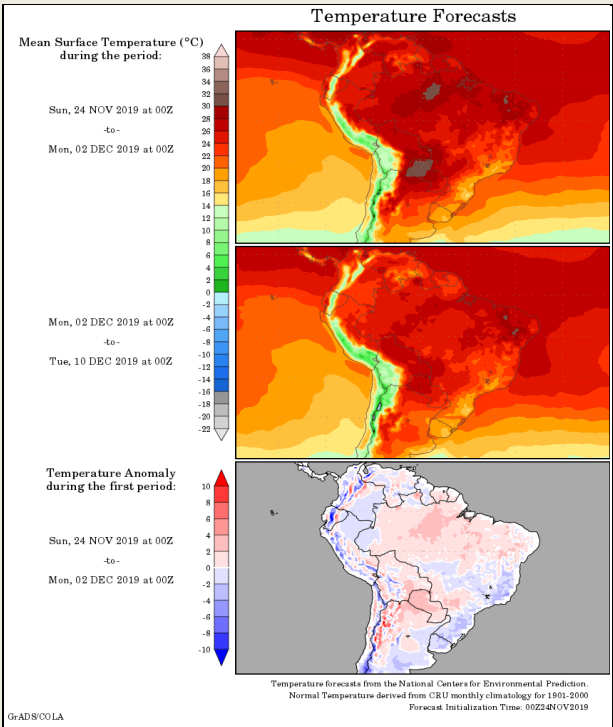 Temperature Forecasts
Mean Surface Temperature (°C)
during the period:
Sun, 24 NOV 2019 at 00Z
-to-
Mon, 02 DEC 2019 at 00Z
38
36
34
32
30
28
26
24
22
20
18
16
14
12
10
8
6
4
2
0
-2
-4
-6
-8
-10
-12
-14
-16
-18
-20
-22
Mon, 02 DEC 2019 at 00Z
-to-
Tue, 10 DEC 2019 at 00Z
Temperature Anomaly
during the first period:
Sun, 24 NOV 2019 at 00Z
-to-
Mon, 02 DEC 2019 at 00Z
10
8
6
4
2
0
-2
-4
-6
-8
-10
Temperature forecasts from the National Centers for Environmental Prediction.
Normal Temperature derived from CRU monthly climatology for 1901-2000
Forecast Initialization Time: 00Z24NOV2019
GrADS/COLA